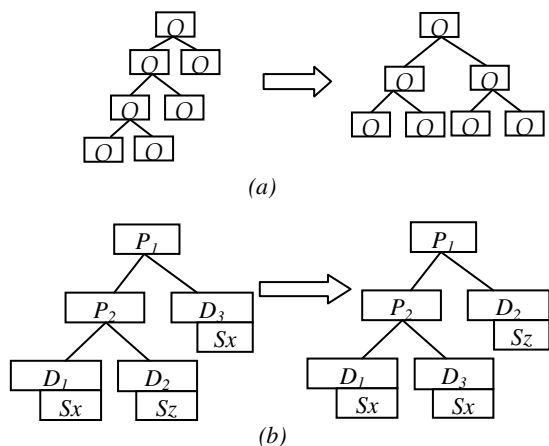 O O
O O O O
O O O O O O
O O
(a)
P1 P1
P2 D3 P2 D2
Sx Sz
D1 D2 D1 D3
Sx Sz Sx Sx
(b)